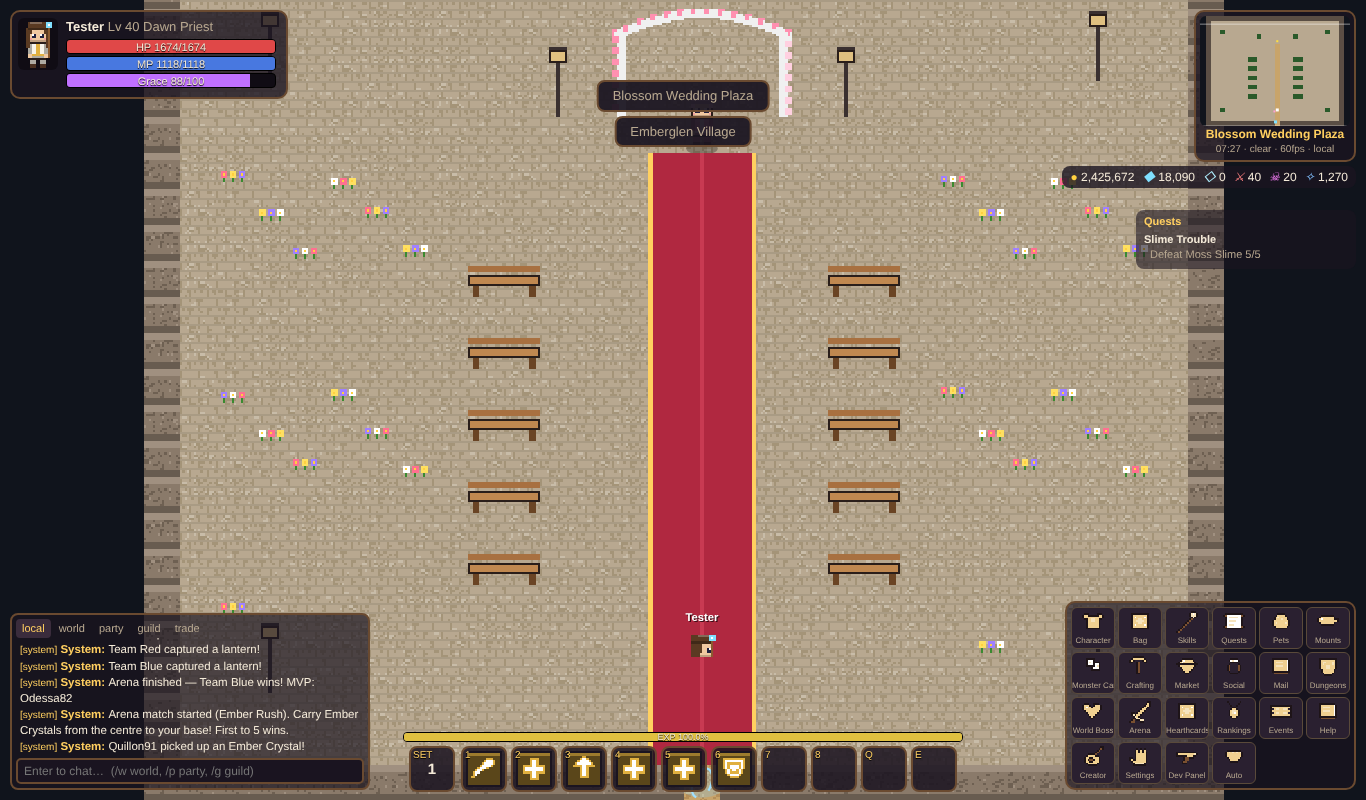 Tester Lv 40 Dawn Priest
HP 1674/1674
MP 1118/1118
Grace 88/100
Blossom Wedding Plaza
Emberglen Village
Blossom Wedding Plaza
07:27 · clear · 60fps · local
2,425,672 18,090 0 40 20 1,270
Quests
Slime Trouble
Defeat Moss Slime 5/5
Tester
local world party guild trade
[system] System: Team Red captured a lantern!
[system] System: Team Blue captured a lantern!
[system] System: Arena finished — Team Blue wins! MVP:
Odessa82
[system] System: Arena match started (Ember Rush). Carry Ember
Crystals from the centre to your base! First to 5 wins.
[system] System: Quillon91 picked up an Ember Crystal!
Enter to chat… (/w world, /p party, /g guild)
EXP 100.0%
SET 1 2 3 4 5 6 7 8 Q E
1
Character Bag Skills Quests Pets Mounts
Monster Ca Crafting Market Social Mail Dungeons
World Boss Arena Hearthcards Rankings Events Help
Creator Settings Dev Panel Auto